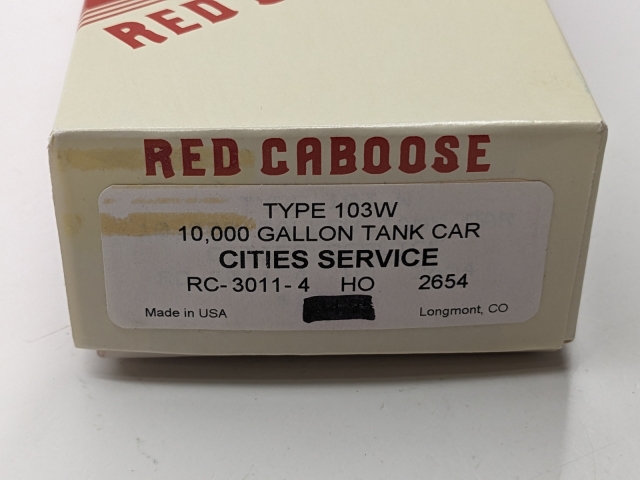 RED
RED CABOOSE
TYPE 103W
10,000 GALLON TANK CAR
CITIES SERVICE
RC-3011-4 HO 2654
Made in USA Longmont, CO